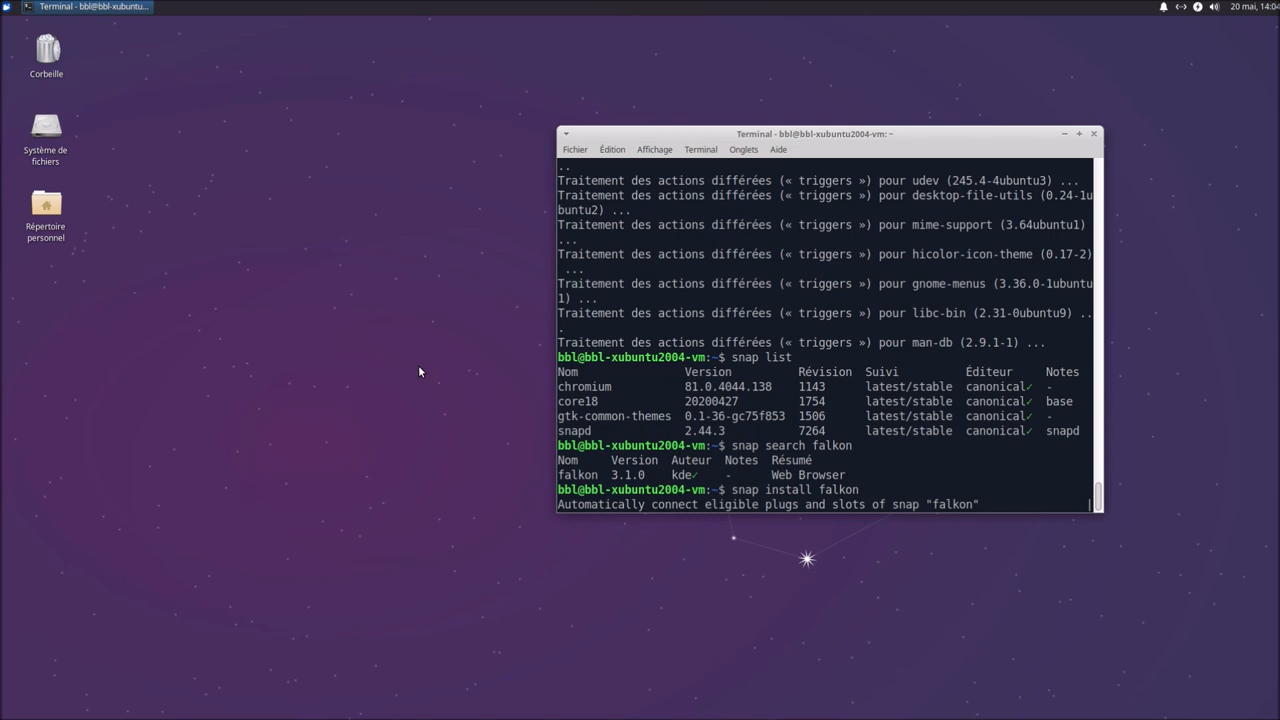 Terminal - bbl@bbl-xubuntu...
20 mai, 14:04
Corbeille
Système de
fichiers
Répertoire
personnel
Terminal - bbl@bbl-xubuntu2004-vm: ~
Fichier Édition Affichage Terminal Onglets Aide
..
Traitement des actions différées (« triggers ») pour udev (245.4-4ubuntu3) ...
Traitement des actions différées (« triggers ») pour desktop-file-utils (0.24-1u
buntu2) ...
Traitement des actions différées (« triggers ») pour mime-support (3.64ubuntu1)
...
Traitement des actions différées (« triggers ») pour hicolor-icon-theme (0.17-2)
...
Traitement des actions différées (« triggers ») pour gnome-menus (3.36.0-1ubuntu
1) ...
Traitement des actions différées (« triggers ») pour libc-bin (2.31-0ubuntu9) ..
.
Traitement des actions différées (« triggers ») pour man-db (2.9.1-1) ...
bbl@bbl-xubuntu2004-vm:~$ snap list
Nom Version Révision Suivi Éditeur Notes
chromium 81.0.4044.138 1143 latest/stable canonical✓ -
core18 20200427 1754 latest/stable canonical✓ base
gtk-common-themes 0.1-36-gc75f853 1506 latest/stable canonical✓ -
snapd 2.44.3 7264 latest/stable canonical✓ snapd
bbl@bbl-xubuntu2004-vm:~$ snap search falkon
Nom Version Auteur Notes Résumé
falkon 3.1.0 kde✓ - Web Browser
bbl@bbl-xubuntu2004-vm:~$ snap install falkon
Automatically connect eligible plugs and slots of snap "falkon" |